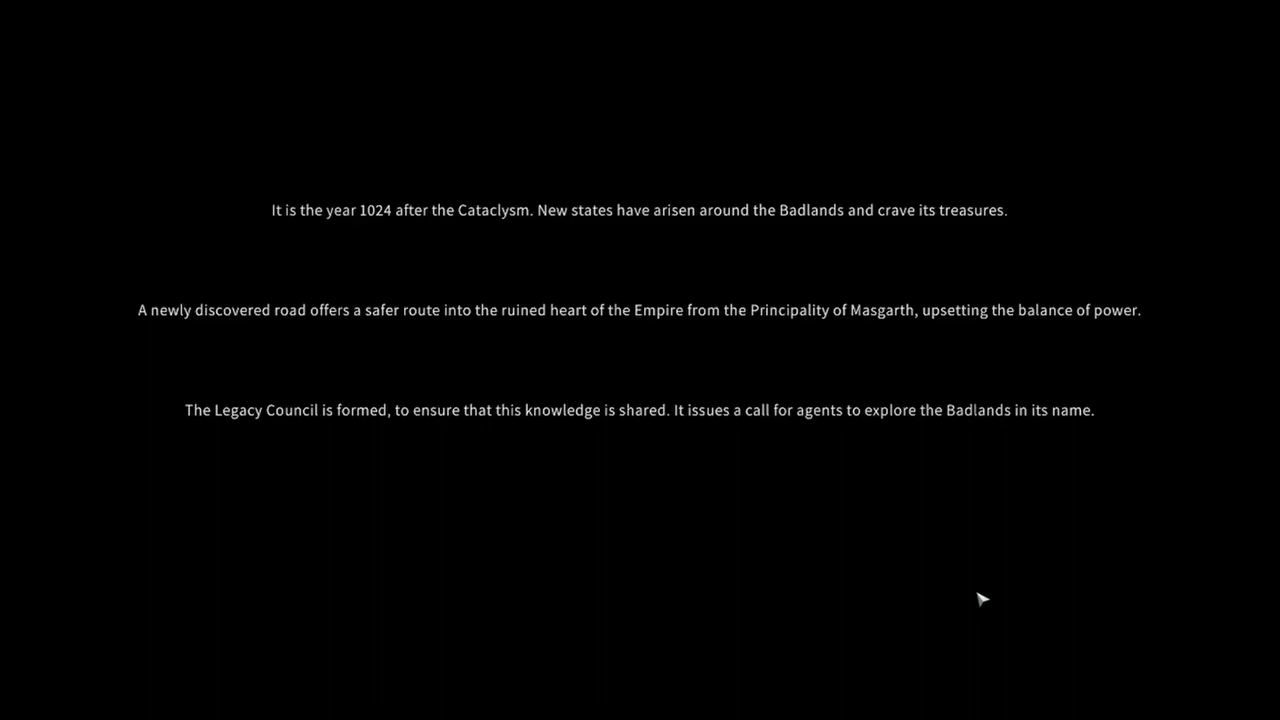 It is the year 1024 after the Cataclysm. New states have arisen around the Badlands and crave its treasures.
A newly discovered road offers a safer route into the ruined heart of the Empire from the Principality of Masgarth, upsetting the balance of power.
The Legacy Council is formed, to ensure that this knowledge is shared. It issues a call for agents to explore the Badlands in its name.